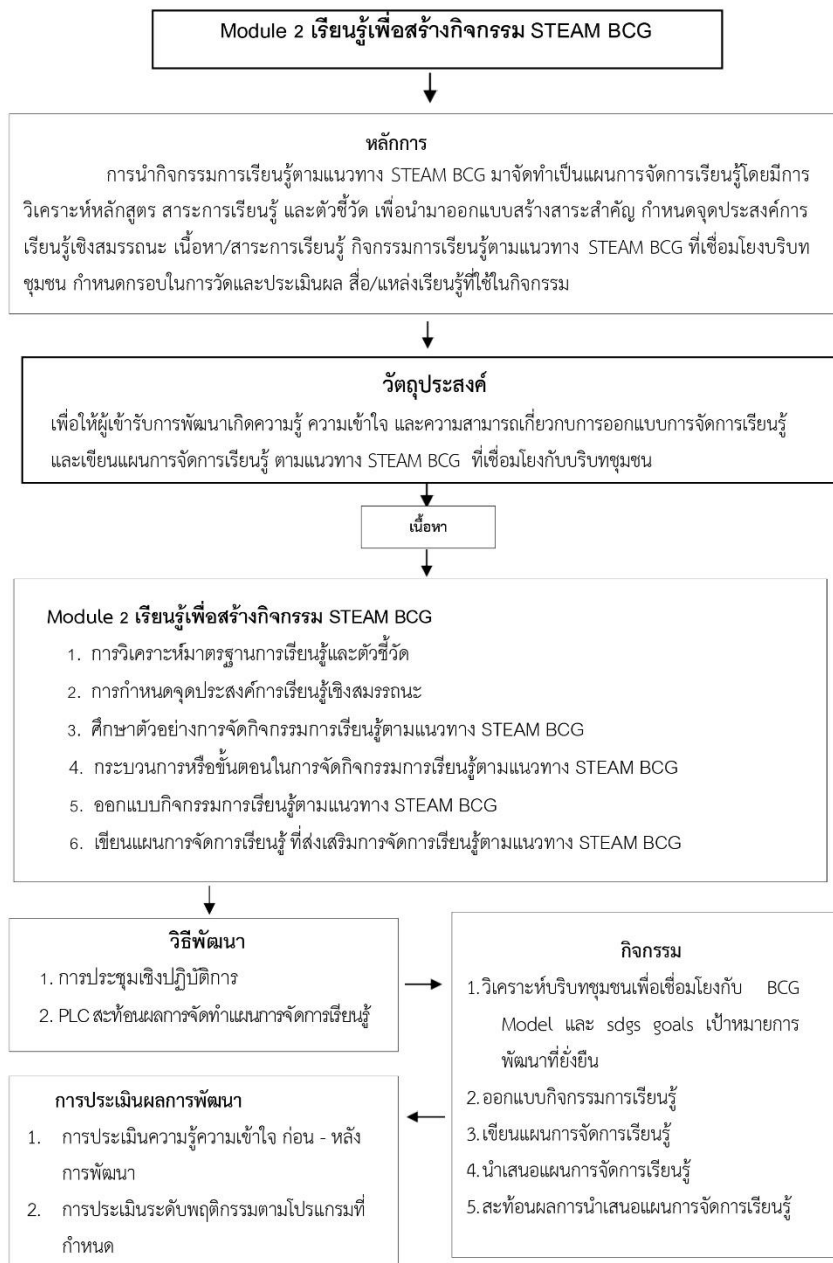 Module 2 เรียนรู้เพื่อสร้างกิจกรรม STEAM BCG
หลักการ
การนำกิจกรรมการเรียนรู้ตามแนวทาง STEAM BCG มาจัดทำเป็นแผนการจัดการเรียนรู้โดยมีการ
วิเคราะห์หลักสูตร สาระการเรียนรู้ และตัวชี้วัด เพื่อนำมาออกแบบสร้างสาระสำคัญ กำหนดจุดประสงค์การ
เรียนรู้เชิงสมรรถนะ เนื้อหา/สาระการเรียนรู้ กิจกรรมการเรียนรู้ตามแนวทาง STEAM BCG ที่เชื่อมโยงบริบท
ชุมชน กำหนดกรอบในการวัดและประเมินผล สื่อ/แหล่งเรียนรู้ที่ใช้ในกิจกรรม
วัตถุประสงค์
เพื่อให้ผู้เข้ารับการพัฒนาเกิดความรู้ ความเข้าใจ และความสามารถเกี่ยวกบการออกแบบการจัดการเรียนรู้
และเขียนแผนการจัดการเรียนรู้ ตามแนวทาง STEAM BCG ที่เชื่อมโยงกับบริบทชุมชน
เนื้อหา
Module 2 เรียนรู้เพื่อสร้างกิจกรรม STEAM BCG
1. การวิเคราะห์มาตรฐานการเรียนรู้และตัวชี้วัด
2. การกำหนดจุดประสงค์การเรียนรู้เชิงสมรรถนะ
3. ศึกษาตัวอย่างการจัดกิจกรรมการเรียนรู้ตามแนวทาง STEAM BCG
4. กระบวนการหรือขั้นตอนในการจัดกิจกรรมการเรียนรู้ตามแนวทาง STEAM BCG
5. ออกแบบกิจกรรมการเรียนรู้ตามแนวทาง STEAM BCG
6. เขียนแผนการจัดการเรียนรู้ ที่ส่งเสริมการจัดการเรียนรู้ตามแนวทาง STEAM BCG
วิธีพัฒนา
1. การประชุมเชิงปฏิบัติการ
2. PLC สะท้อนผลการจัดทำแผนการจัดการเรียนรู้
กิจกรรม
1.วิเคราะห์บริบทชุมชนเพื่อเชื่อมโยงกับ BCG
Model และ sdgs goals เป้าหมายการ
พัฒนาที่ยั่งยืน
2.ออกแบบกิจกรรมการเรียนรู้
3.เขียนแผนการจัดการเรียนรู้
4.นำเสนอแผนการจัดการเรียนรู้
5.สะท้อนผลการนำเสนอแผนการจัดการเรียนรู้
การประเมินผลการพัฒนา
1. การประเมินความรู้ความเข้าใจ ก่อน - หลัง
การพัฒนา
2. การประเมินระดับพฤติกรรมตามโปรแกรมที่
กำหนด